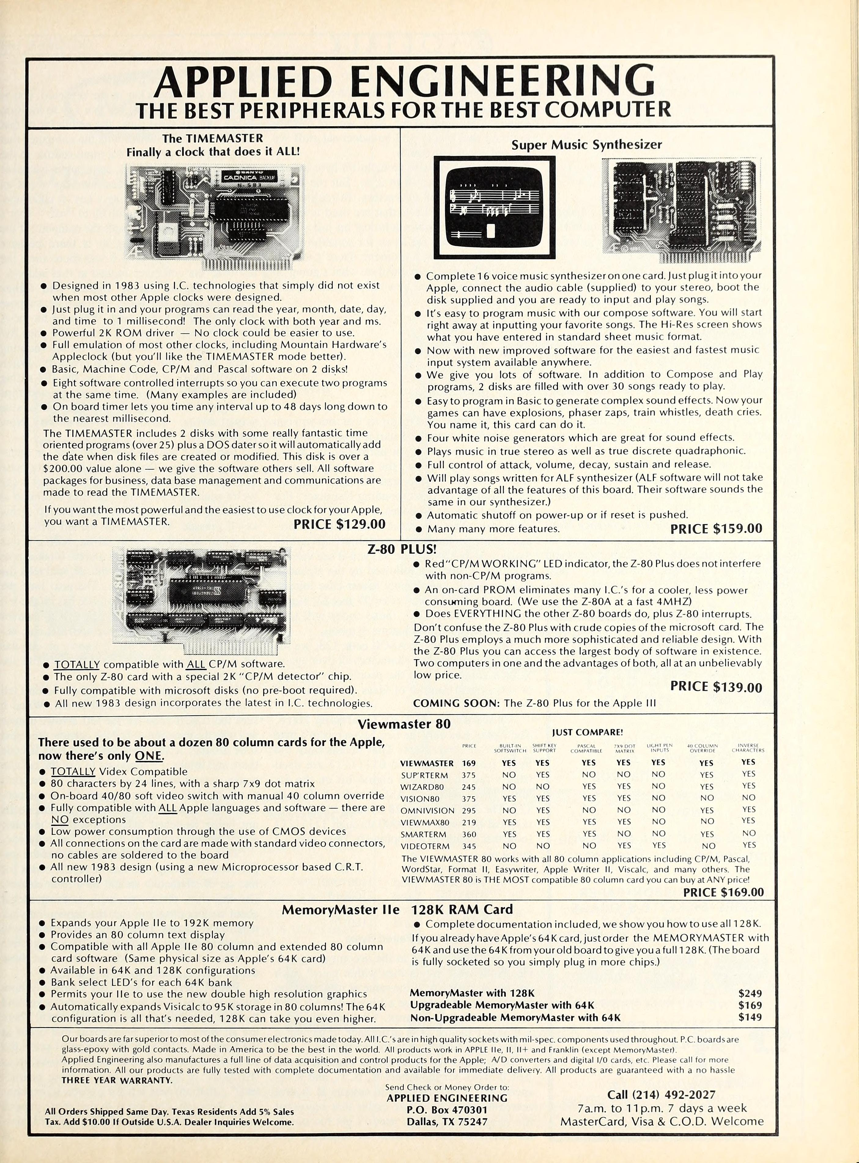 APPLIED ENGINEERING
THE BEST PERIPHERALS FOR THE BEST COMPUTER
The TIMEMASTER
Finally a clock that does it ALL!
SANYO
CADNICA BACKUP
● Designed in 1983 using I.C. technologies that simply did not exist
when most other Apple clocks were designed.
● Just plug it in and your programs can read the year, month, date, day,
and time to 1 millisecond! The only clock with both year and ms.
● Powerful 2K ROM driver — No clock could be easier to use.
● Full emulation of most other clocks, including Mountain Hardware's
Appleclock (but you'll like the TIMEMASTER mode better).
● Basic, Machine Code, CP/M and Pascal software on 2 disks!
● Eight software controlled interrupts so you can execute two programs
at the same time. (Many examples are included)
● On board timer lets you time any interval up to 48 days long down to
the nearest millisecond.
The TIMEMASTER includes 2 disks with some really fantastic time
oriented programs (over 25) plus a DOS dater so it will automatically add
the date when disk files are created or modified. This disk is over a
$200.00 value alone — we give the software others sell. All software
packages for business, data base management and communications are
made to read the TIMEMASTER.
If you want the most powerful and the easiest to use clock for your Apple,
you want a TIMEMASTER. PRICE $129.00
Super Music Synthesizer
● Complete 16 voice music synthesizer on one card. Just plug it into your
Apple, connect the audio cable (supplied) to your stereo, boot the
disk supplied and you are ready to input and play songs.
● It's easy to program music with our compose software. You will start
right away at inputting your favorite songs. The Hi-Res screen shows
what you have entered in standard sheet music format.
● Now with new improved software for the easiest and fastest music
input system available anywhere.
● We give you lots of software. In addition to Compose and Play
programs, 2 disks are filled with over 30 songs ready to play.
● Easy to program in Basic to generate complex sound effects. Now your
games can have explosions, phaser zaps, train whistles, death cries.
You name it, this card can do it.
● Four white noise generators which are great for sound effects.
● Plays music in true stereo as well as true discrete quadraphonic.
● Full control of attack, volume, decay, sustain and release.
● Will play songs written for ALF synthesizer (ALF software will not take
advantage of all the features of this board. Their software sounds the
same in our synthesizer.)
● Automatic shutoff on power-up or if reset is pushed.
● Many many more features. PRICE $159.00
Z-80 PLUS!
● TOTALLY compatible with ALL CP/M software.
● The only Z-80 card with a special 2K "CP/M detector" chip.
● Fully compatible with microsoft disks (no pre-boot required).
● All new 1983 design incorporates the latest in I.C. technologies.
● Red "CP/M WORKING" LED indicator, the Z-80 Plus does not interfere
with non-CP/M programs.
● An on-card PROM eliminates many I.C.'s for a cooler, less power
consuming board. (We use the Z-80A at a fast 4MHZ)
● Does EVERYTHING the other Z-80 boards do, plus Z-80 interrupts.
Don't confuse the Z-80 Plus with crude copies of the microsoft card. The
Z-80 Plus employs a much more sophisticated and reliable design. With
the Z-80 Plus you can access the largest body of software in existence.
Two computers in one and the advantages of both, all at an unbelievably
low price.
PRICE $139.00
COMING SOON: The Z-80 Plus for the Apple III
Viewmaster 80
There used to be about a dozen 80 column cards for the Apple,
now there's only ONE.
● TOTALLY Videx Compatible
● 80 characters by 24 lines, with a sharp 7x9 dot matrix
● On-board 40/80 soft video switch with manual 40 column override
● Fully compatible with ALL Apple languages and software — there are
NO exceptions
● Low power consumption through the use of CMOS devices
● All connections on the card are made with standard video connectors,
no cables are soldered to the board
● All new 1983 design (using a new Microprocessor based C.R.T.
controller)
JUST COMPARE!
PRICE BUILT-IN SOFTSWITCH SHIFT KEY SUPPORT PASCAL COMPATIBLE 7X9 DOT MATRIX LIGHT PEN INPUTS 40 COLUMN OVERRIDE INVERSE CHARACTERS
VIEWMASTER 169 YES YES YES YES YES YES YES
SUP'RTERM 375 NO YES NO NO NO YES YES
WIZARD80 245 NO NO YES YES NO YES YES
VISION80 375 YES YES YES YES NO NO NO
OMNIVISION 295 NO YES NO NO NO YES YES
VIEWMAX80 219 YES YES YES YES NO NO YES
SMARTERM 360 YES YES YES NO NO YES NO
VIDEOTERM 345 NO NO YES YES YES NO YES
The VIEWMASTER 80 works with all 80 column applications including CP/M, Pascal,
WordStar, Format II, Easywriter, Apple Writer II, Viscalc, and many others. The
VIEWMASTER 80 is THE MOST compatible 80 column card you can buy at ANY price!
PRICE $169.00
MemoryMaster IIe 128K RAM Card
● Expands your Apple IIe to 192K memory
● Provides an 80 column text display
● Compatible with all Apple IIe 80 column and extended 80 column
card software (Same physical size as Apple's 64K card)
● Available in 64K and 128K configurations
● Bank select LED's for each 64K bank
● Permits your IIe to use the new double high resolution graphics
● Automatically expands Visicalc to 95K storage in 80 columns! The 64K
configuration is all that's needed, 128K can take you even higher.
● Complete documentation included, we show you how to use all 128K.
If you already have Apple's 64K card, just order the MEMORYMASTER with
64K and use the 64K from your old board to give you a full 128K. (The board
is fully socketed so you simply plug in more chips.)
MemoryMaster with 128K $249
Upgradeable MemoryMaster with 64K $169
Non-Upgradeable MemoryMaster with 64K $149
Our boards are far superior to most of the consumer electronics made today. All I.C.'s are in high quality sockets with mil-spec. components used throughout. P.C. boards are
glass-epoxy with gold contacts. Made in America to be the best in the world. All products work in APPLE IIe, II, II+ and Franklin (except MemoryMaster).
Applied Engineering also manufactures a full line of data acquisition and control products for the Apple; A/D converters and digital I/O cards, etc. Please call for more
information. All our products are fully tested with complete documentation and available for immediate delivery. All products are guaranteed with a no hassle
THREE YEAR WARRANTY.
All Orders Shipped Same Day. Texas Residents Add 5% Sales
Tax. Add $10.00 If Outside U.S.A. Dealer Inquiries Welcome.
Send Check or Money Order to:
APPLIED ENGINEERING
P.O. Box 470301
Dallas, TX 75247
Call (214) 492-2027
7a.m. to 11p.m. 7 days a week
MasterCard, Visa & C.O.D. Welcome